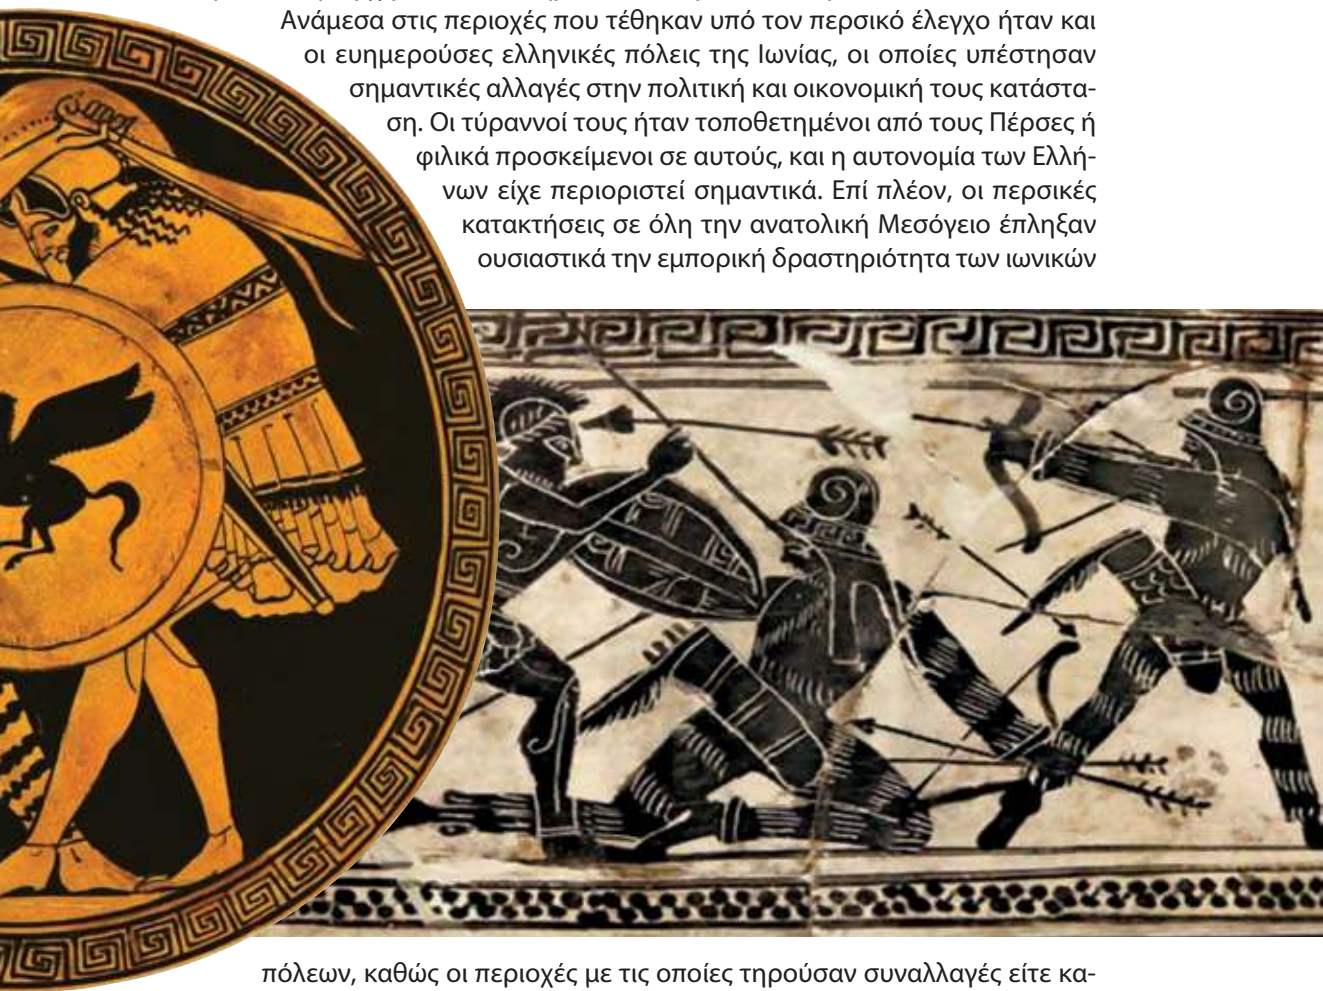 Ανάμεσα στις περιοχές που τέθηκαν υπό τον περσικό έλεγχο ήταν και
οι ευημερούσες ελληνικές πόλεις της Ιωνίας, οι οποίες υπέστησαν
σημαντικές αλλαγές στην πολιτική και οικονομική τους κατάστα-
ση. Οι τύραννοί τους ήταν τοποθετημένοι από τους Πέρσες ή
φιλικά προσκείμενοι σε αυτούς, και η αυτονομία των Ελλή-
νων είχε περιοριστεί σημαντικά. Επί πλέον, οι περσικές
κατακτήσεις σε όλη την ανατολική Μεσόγειο έπληξαν
ουσιαστικά την εμπορική δραστηριότητα των ιωνικών
πόλεων, καθώς οι περιοχές με τις οποίες τηρούσαν συναλλαγές είτε κα-